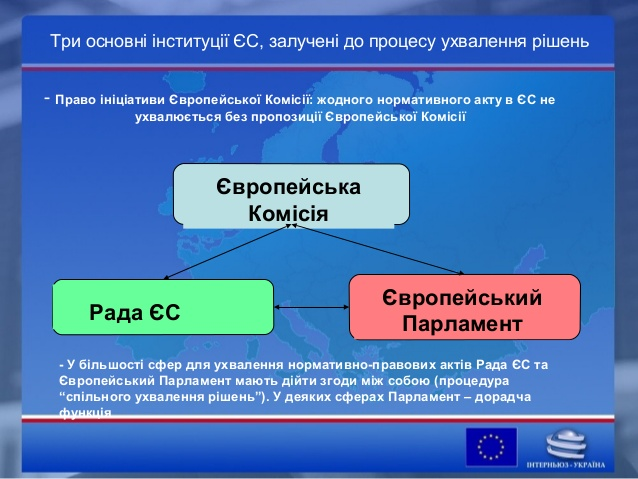 Три основні інституції ЄС, залучені до процесу ухвалення рішень
- Право ініціативи Європейської Комісії: жодного нормативного акту в ЄС не
ухвалюється без пропозиції Європейської Комісії
Європейська
Комісія
Рада ЄС
Європейський
Парламент
- У більшості сфер для ухвалення нормативно-правових актів Рада ЄС та
Європейський Парламент мають дійти згоди між собою (процедура
“спільного ухвалення рішень”). У деяких сферах Парламент – дорадча
функція
ІНТЕРНЬЮЗ - УКРАЇНА